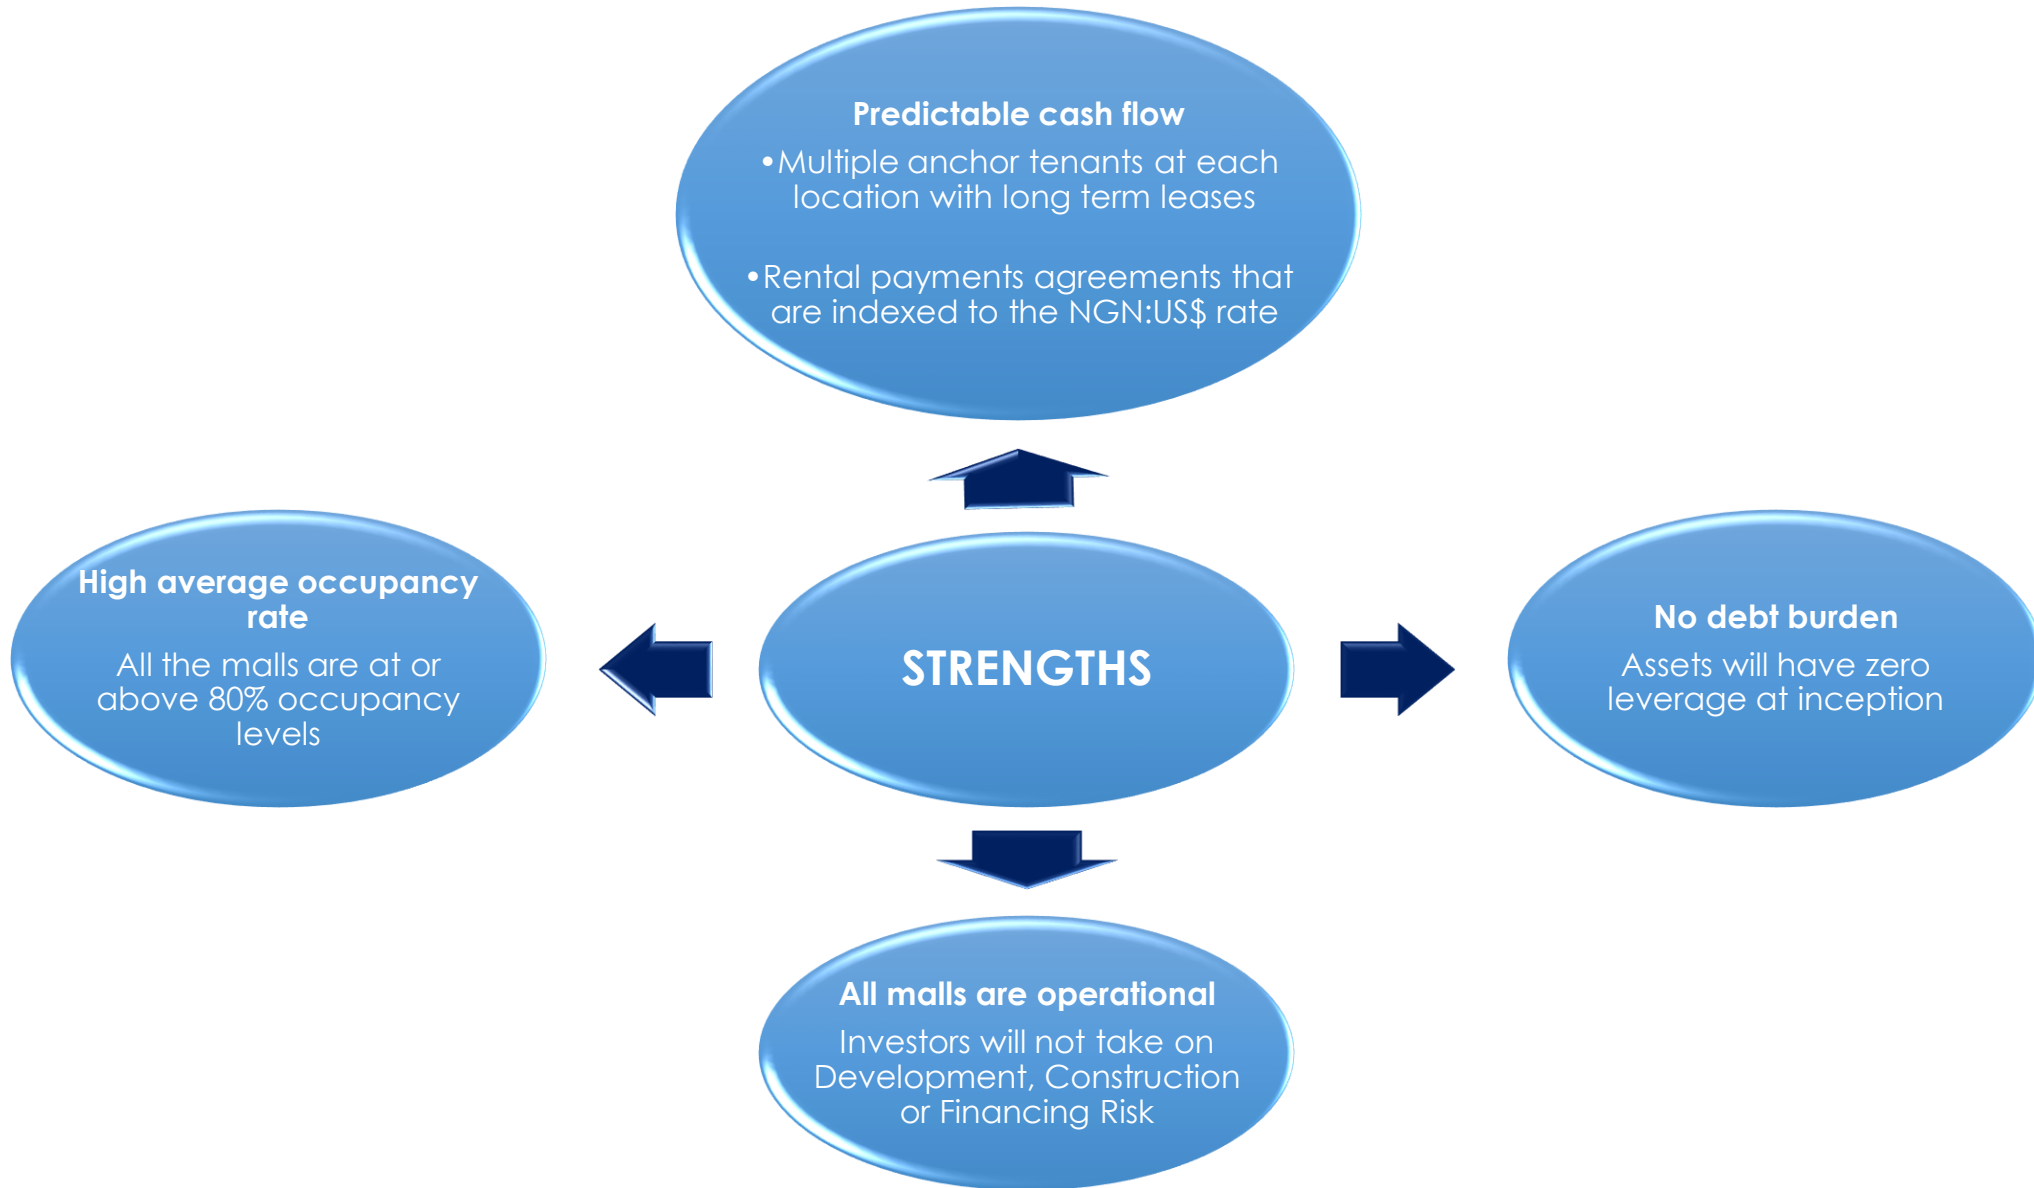 Predictable cash flow
•Multiple anchor tenants at each
location with long term leases
•Rental payments agreements that
are indexed to the NGN:US$ rate
High average occupancy
rate
All the malls are at or
above 80% occupancy
levels
STRENGTHS
No debt burden
Assets will have zero
leverage at inception
All malls are operational
Investors will not take on
Development, Construction
or Financing Risk